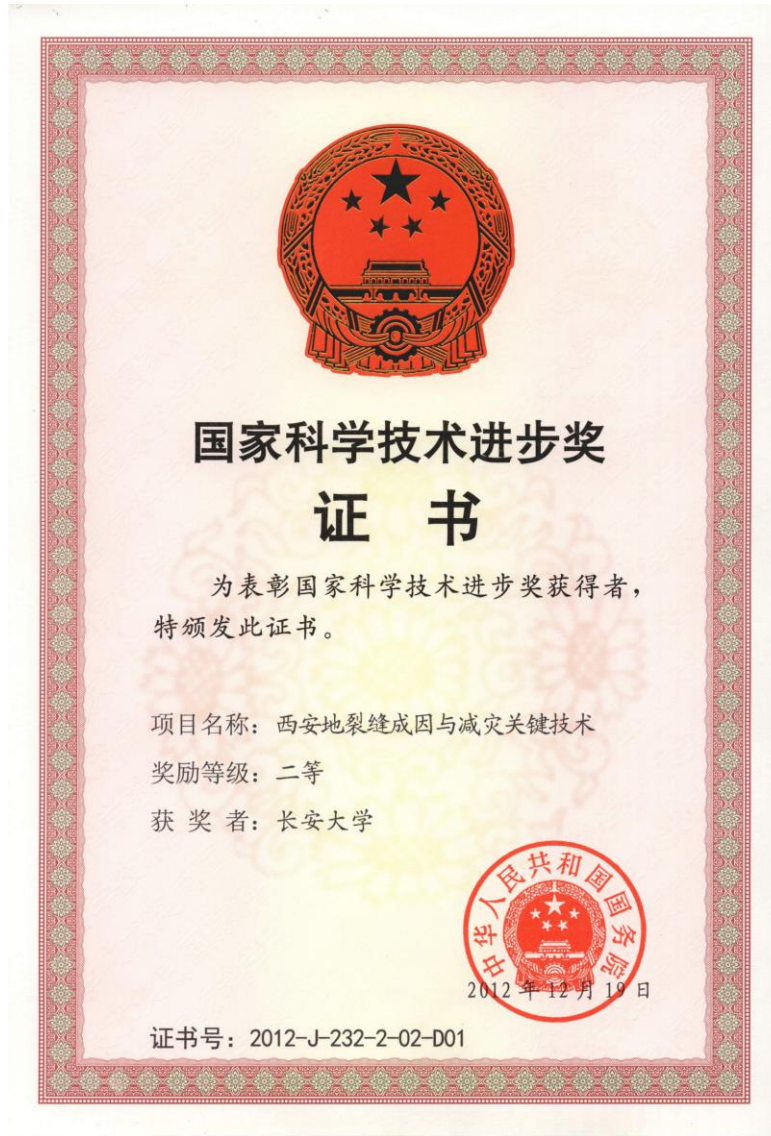 国家科学技术进步奖
证 书
为表彰国家科学技术进步奖获得者，
特颁发此证书。
项目名称：西安地裂缝成因与减灾关键技术
奖励等级：二等
获 奖 者：长安大学
中华人民共和国国务院
2012 年 12 月 19 日
证书号：2012-J-232-2-02-D01